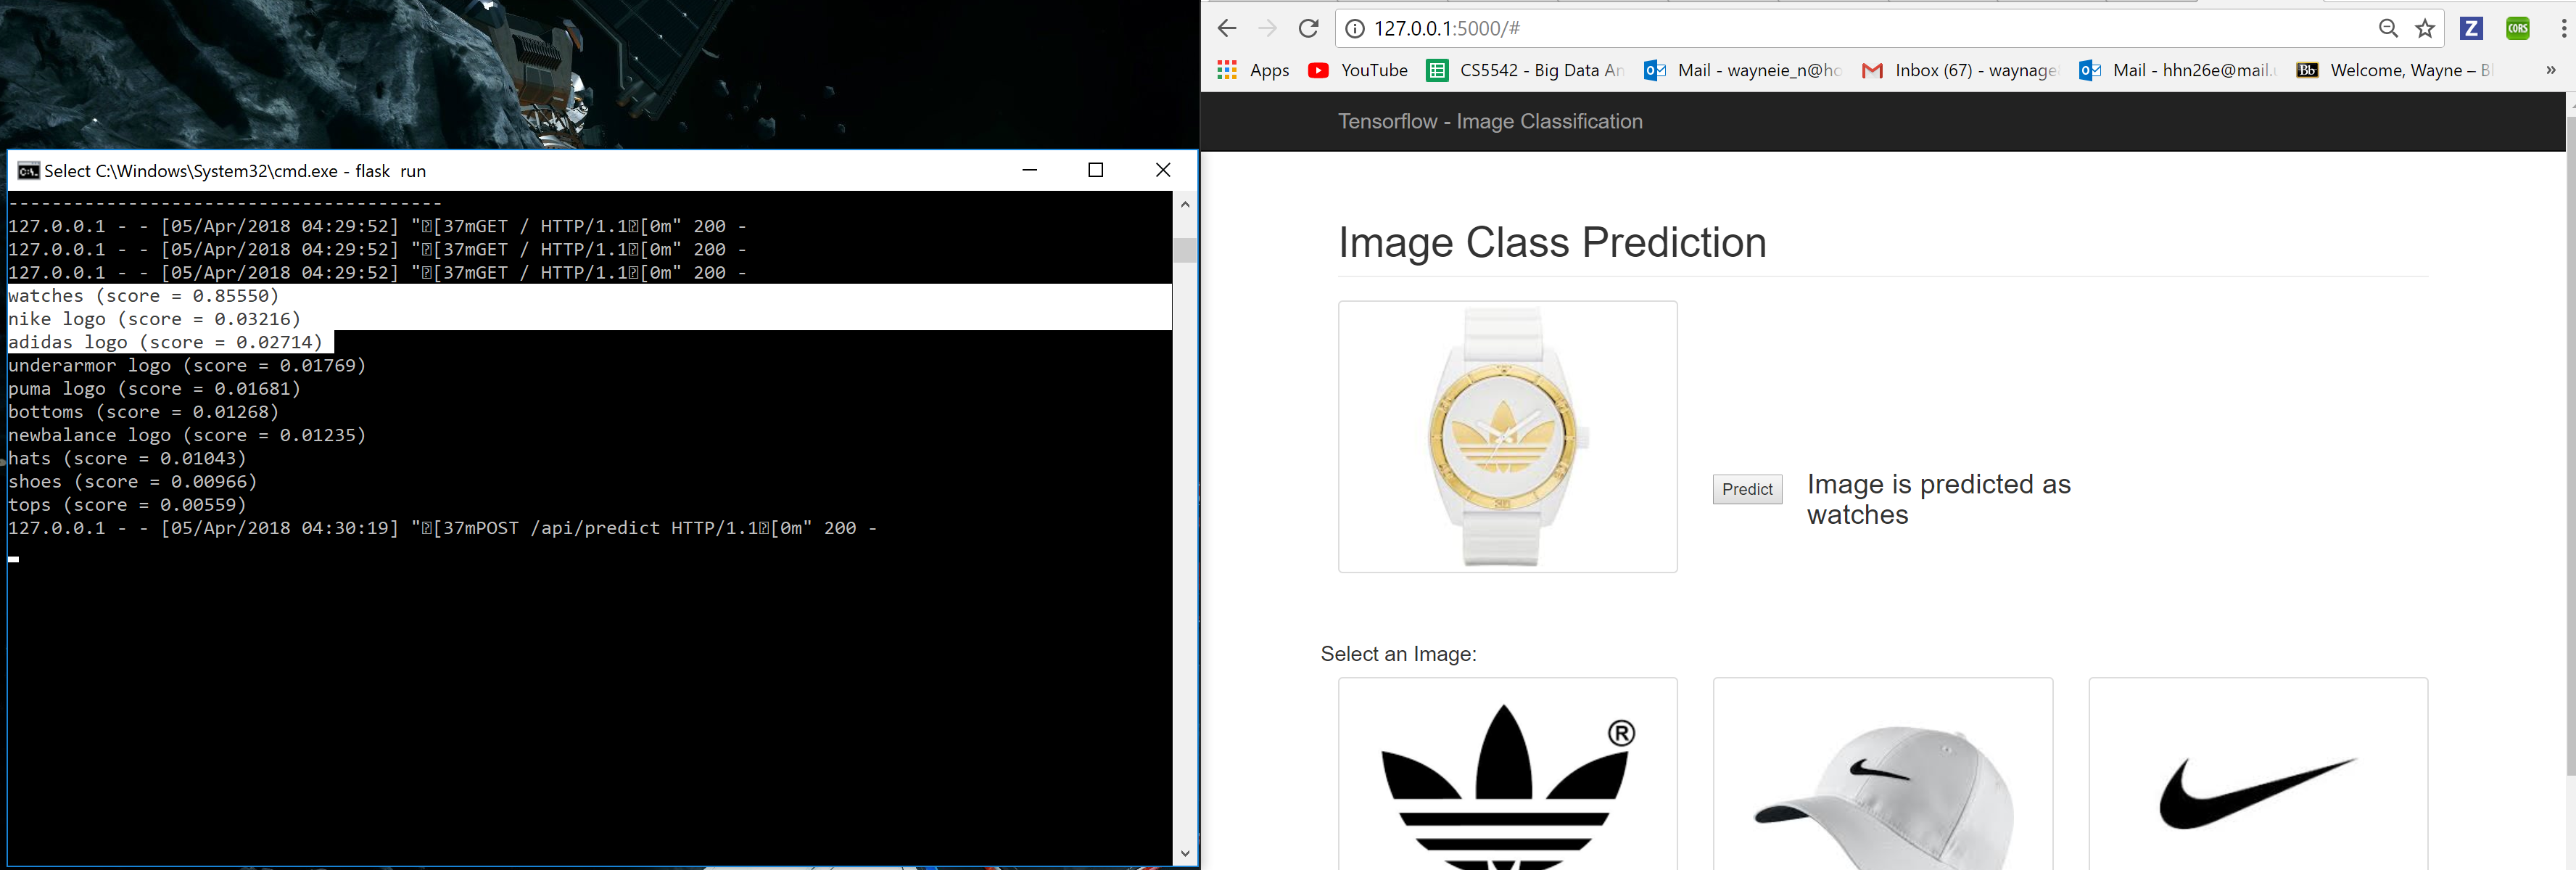 Select C:\Windows\System32\cmd.exe - flask  run
----------------------------------------
127.0.0.1 - - [05/Apr/2018 04:29:52] "�[37mGET / HTTP/1.1�[0m" 200 -
127.0.0.1 - - [05/Apr/2018 04:29:52] "�[37mGET / HTTP/1.1�[0m" 200 -
127.0.0.1 - - [05/Apr/2018 04:29:52] "�[37mGET / HTTP/1.1�[0m" 200 -
watches (score = 0.85550)
nike logo (score = 0.03216)
adidas logo (score = 0.02714)
underarmor logo (score = 0.01769)
puma logo (score = 0.01681)
bottoms (score = 0.01268)
newbalance logo (score = 0.01235)
hats (score = 0.01043)
shoes (score = 0.00966)
tops (score = 0.00559)
127.0.0.1 - - [05/Apr/2018 04:30:19] "�[37mPOST /api/predict HTTP/1.1�[0m" 200 -
127.0.0.1:5000/#
Z
CORS
Apps YouTube CS5542 - Big Data An Mail - wayneie_n@ho Inbox (67) - waynage Mail - hhn26e@mail. Bb Welcome, Wayne – B »
Tensorflow - Image Classification
Image Class Prediction
Predict
Image is predicted as
watches
Select an Image:
®